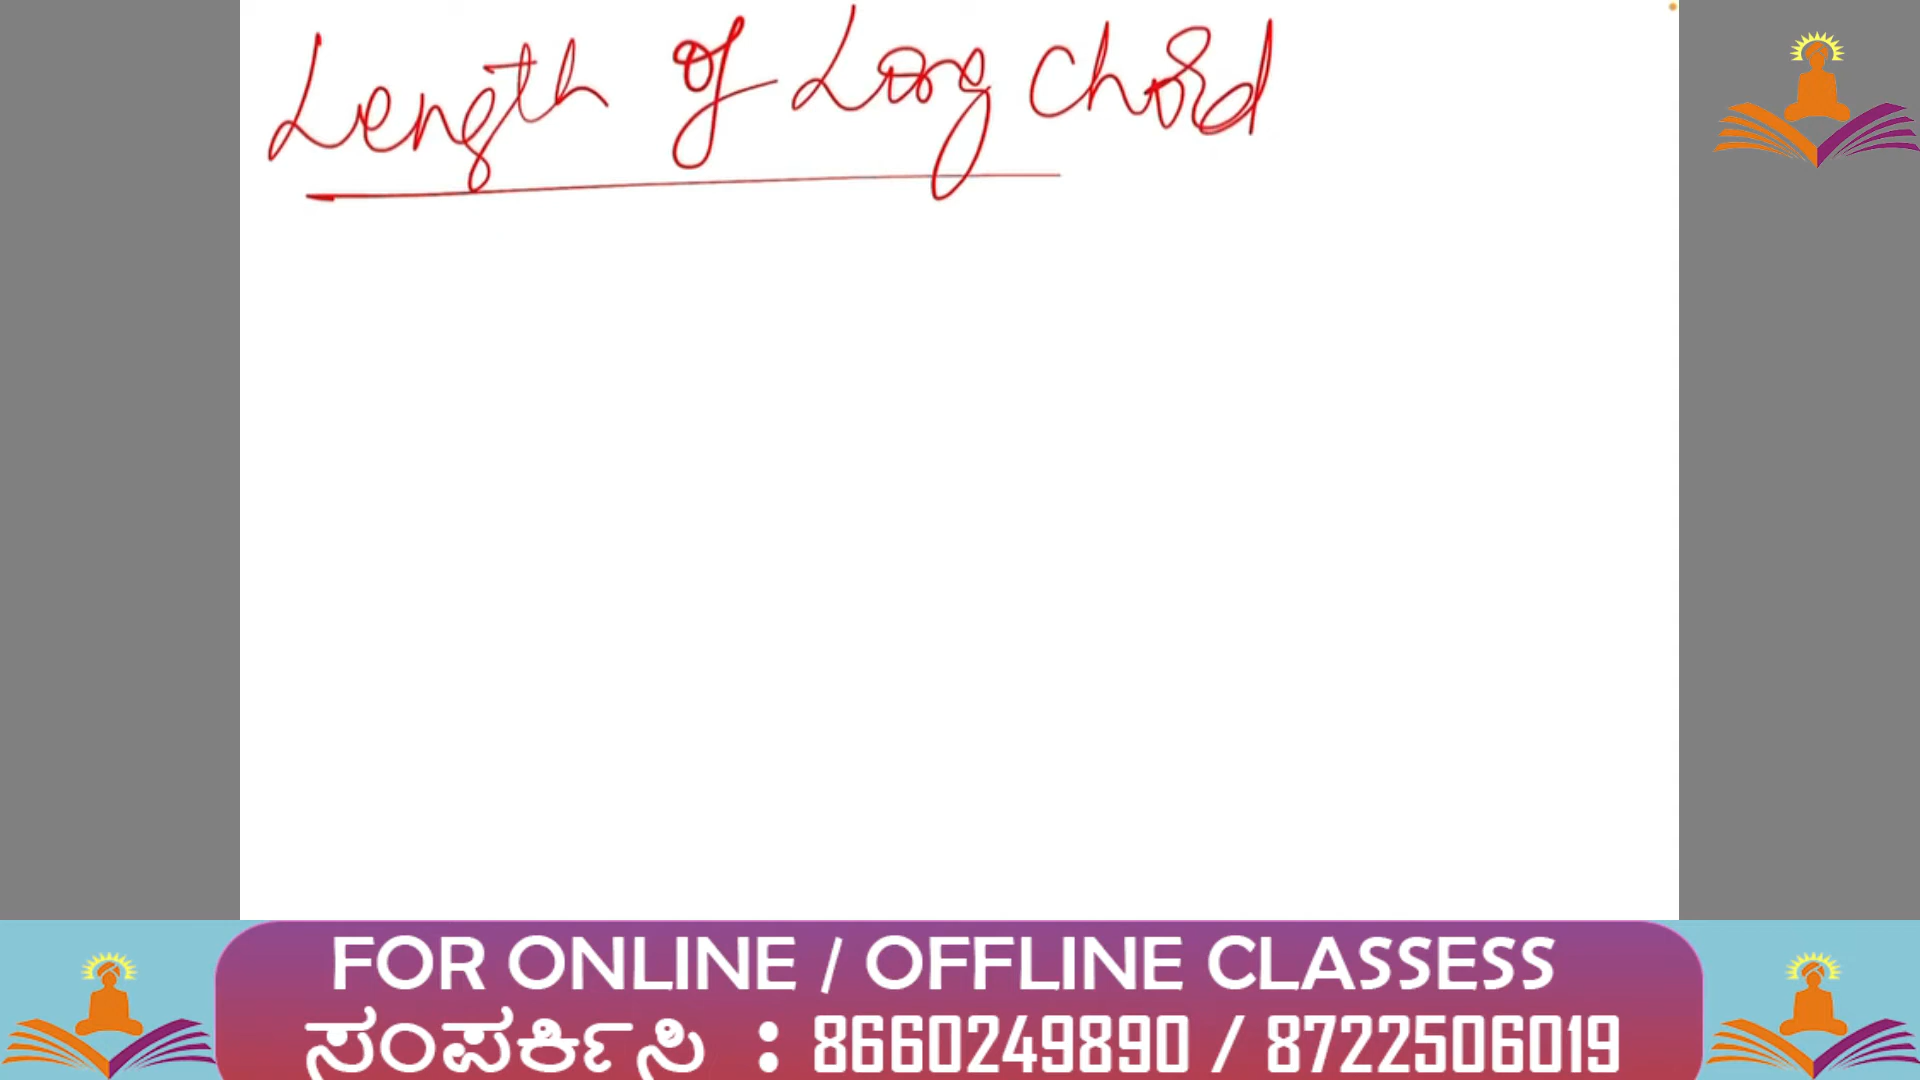 Length of Long Chord
FOR ONLINE / OFFLINE CLASSESS
ಸಂಪರ್ಕಿಸಿ : 8660249890 / 8722506019